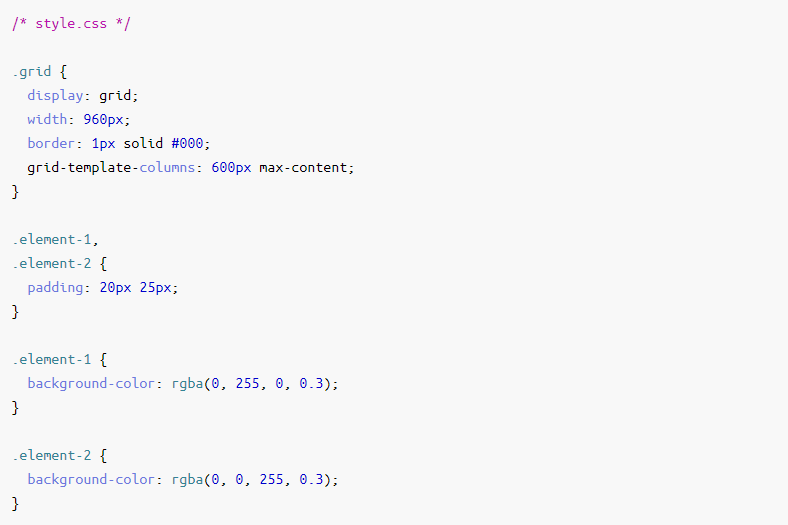 /* style.css */

.grid {
  display: grid;
  width: 960px;
  border: 1px solid #000;
  grid-template-columns: 600px max-content;
}

.element-1,
.element-2 {
  padding: 20px 25px;
}

.element-1 {
  background-color: rgba(0, 255, 0, 0.3);
}

.element-2 {
  background-color: rgba(0, 0, 255, 0.3);
}